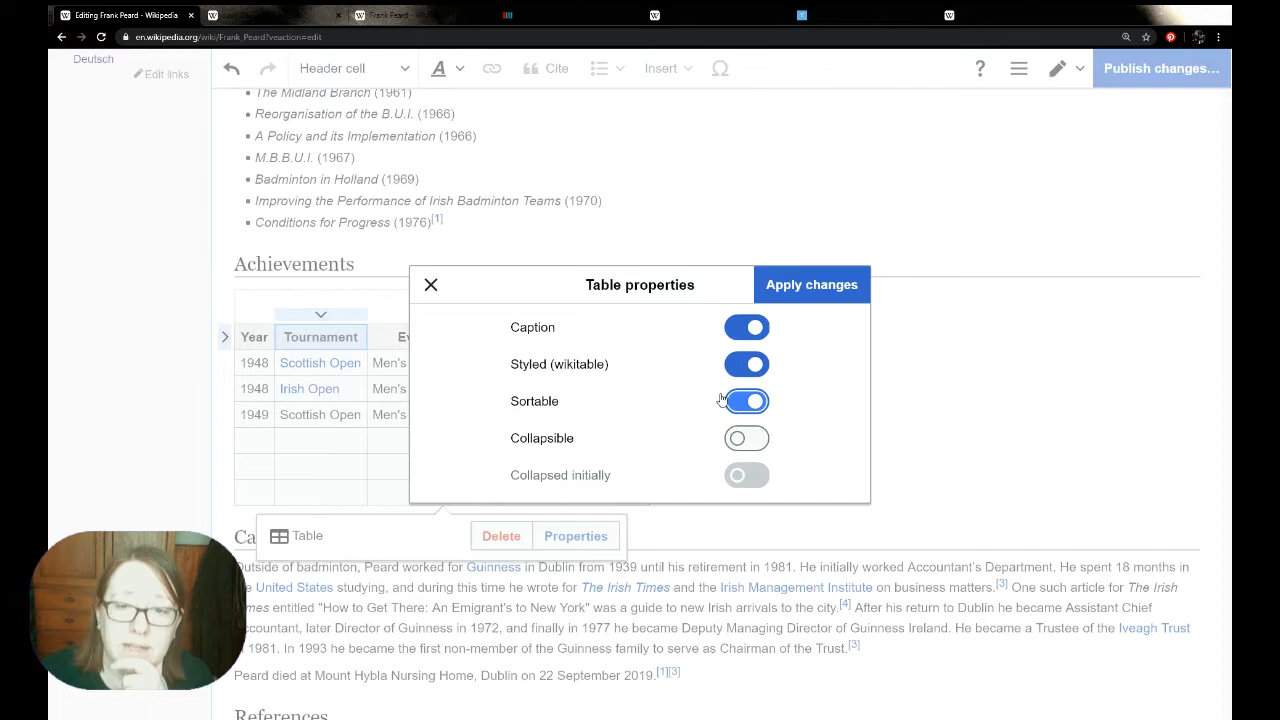 Editing Frank Peard - Wikipedia
Frank Peard -
en.wikipedia.org/wiki/Frank_Peard?veaction=edit
Deutsch
Edit links
Header cell
A
Cite
Insert
Ω
?
Publish changes…
The Midland Branch (1961)
Reorganisation of the B.U.I. (1966)
A Policy and its Implementation (1966)
M.B.B.U.I. (1967)
Badminton in Holland (1969)
Improving the Performance of Irish Badminton Teams (1970)
Conditions for Progress (1976)[1]
Achievements
Table properties
Apply changes
Caption
Styled (wikitable)
Sortable
Collapsible
Collapsed initially
Year Tournament Ev
1948 Scottish Open Men's
1948 Irish Open Men's
1949 Scottish Open Men's
Table
Delete
Properties
Ca
Outside of badminton, Peard worked for Guinness in Dublin from 1939 until his retirement in 1981. He initially worked Accountant's Department. He spent 18 months in
e United States studying, and during this time he wrote for The Irish Times and the Irish Management Institute on business matters.[3] One such article for The Irish
mes entitled "How to Get There: An Emigrant's to New York" was a guide to new Irish arrivals to the city.[4] After his return to Dublin he became Assistant Chief
ccountant, later Director of Guinness in 1972, and finally in 1977 he became Deputy Managing Director of Guinness Ireland. He became a Trustee of the Iveagh Trust
n 1981. In 1993 he became the first non-member of the Guinness family to serve as Chairman of the Trust.[3]
Peard died at Mount Hybla Nursing Home, Dublin on 22 September 2019.[1][3]
References